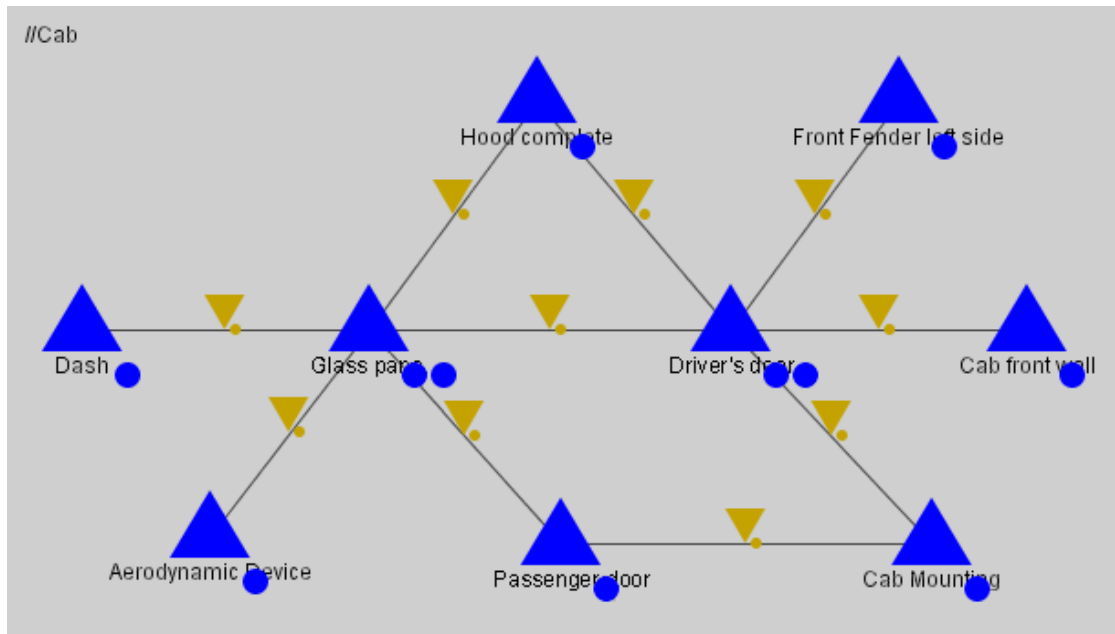 //Cab
Hood complete
Front Fender left side
Dash
Glass pane
Driver's door
Cab front wall
Aerodynamic Device
Passenger door
Cab Mounting